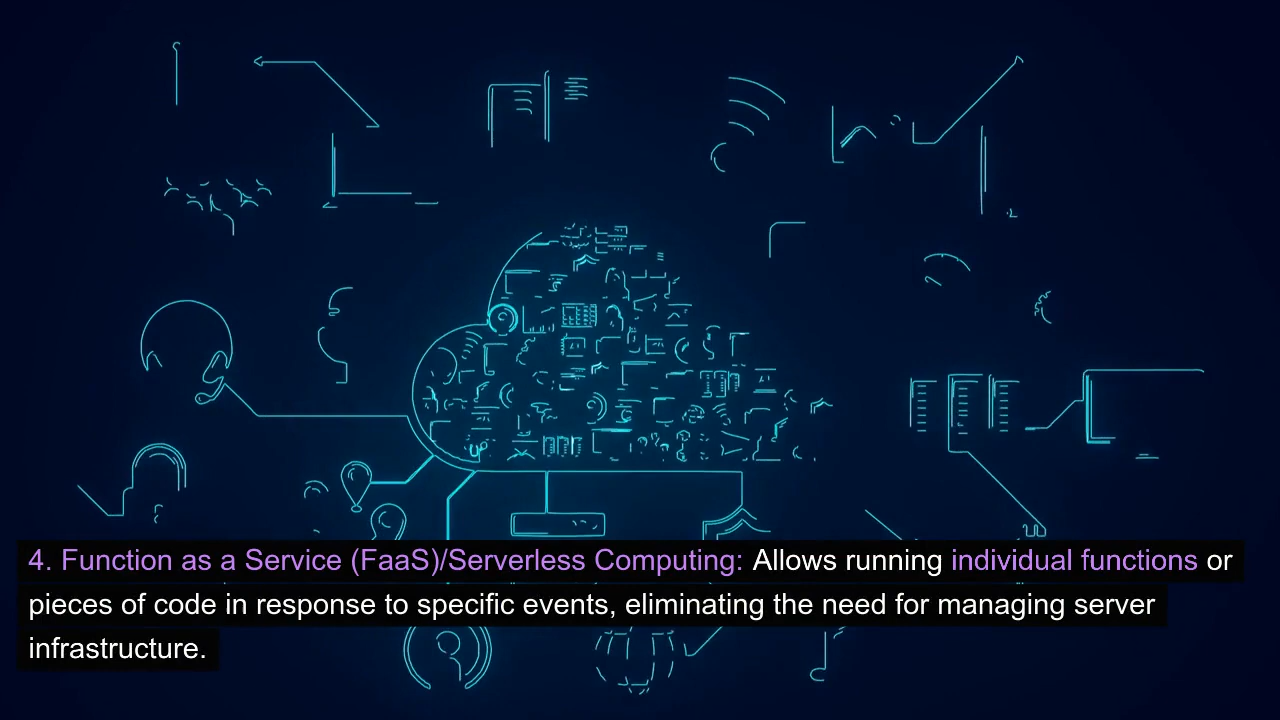 4. Function as a Service (FaaS)/Serverless Computing: Allows running individual functions or
pieces of code in response to specific events, eliminating the need for managing server
infrastructure.